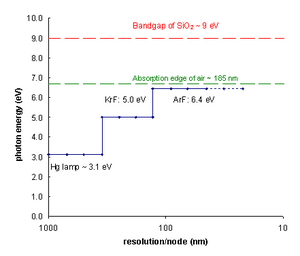 Bandgap of SiO₂ ~ 9 eV
Absorption edge of air ~ 185 nm
KrF: 5.0 eV
ArF: 6.4 eV
Hg lamp ~ 3.1 eV
photon energy (eV)
10.0
9.0
8.0
7.0
6.0
5.0
4.0
3.0
2.0
1.0
0.0
1000
100
10
resolution/node (nm)